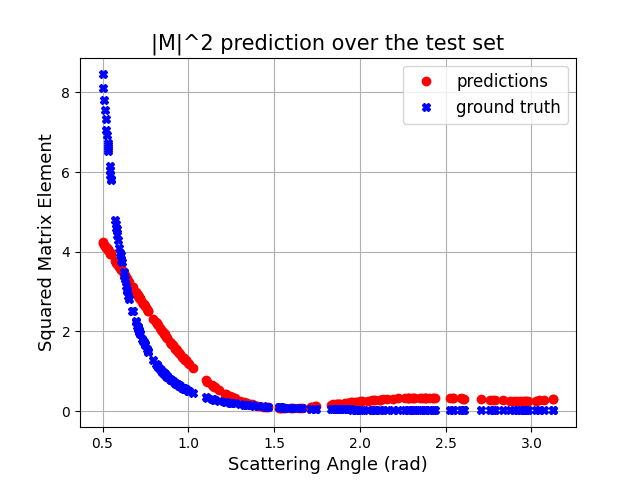 |M|^2 prediction over the test set
predictions
ground truth
Squared Matrix Element
8
6
4
2
0
0.5 1.0 1.5 2.0 2.5 3.0
Scattering Angle (rad)